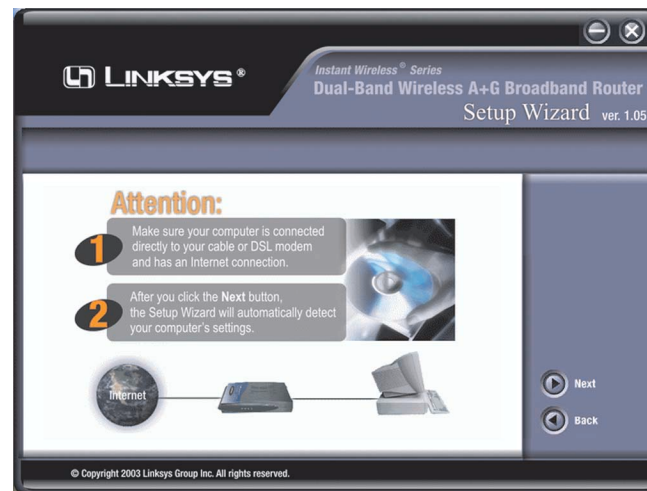 LINKSYS®
Instant Wireless® Series
Dual-Band Wireless A+G Broadband Router
Setup Wizard ver. 1.05
Attention:
1
Make sure your computer is connected
directly to your cable or DSL modem
and has an Internet connection.
2
After you click the Next button,
the Setup Wizard will automatically detect
your computer's settings.
Internet
Next
Back
© Copyright 2003 Linksys Group Inc. All rights reserved.